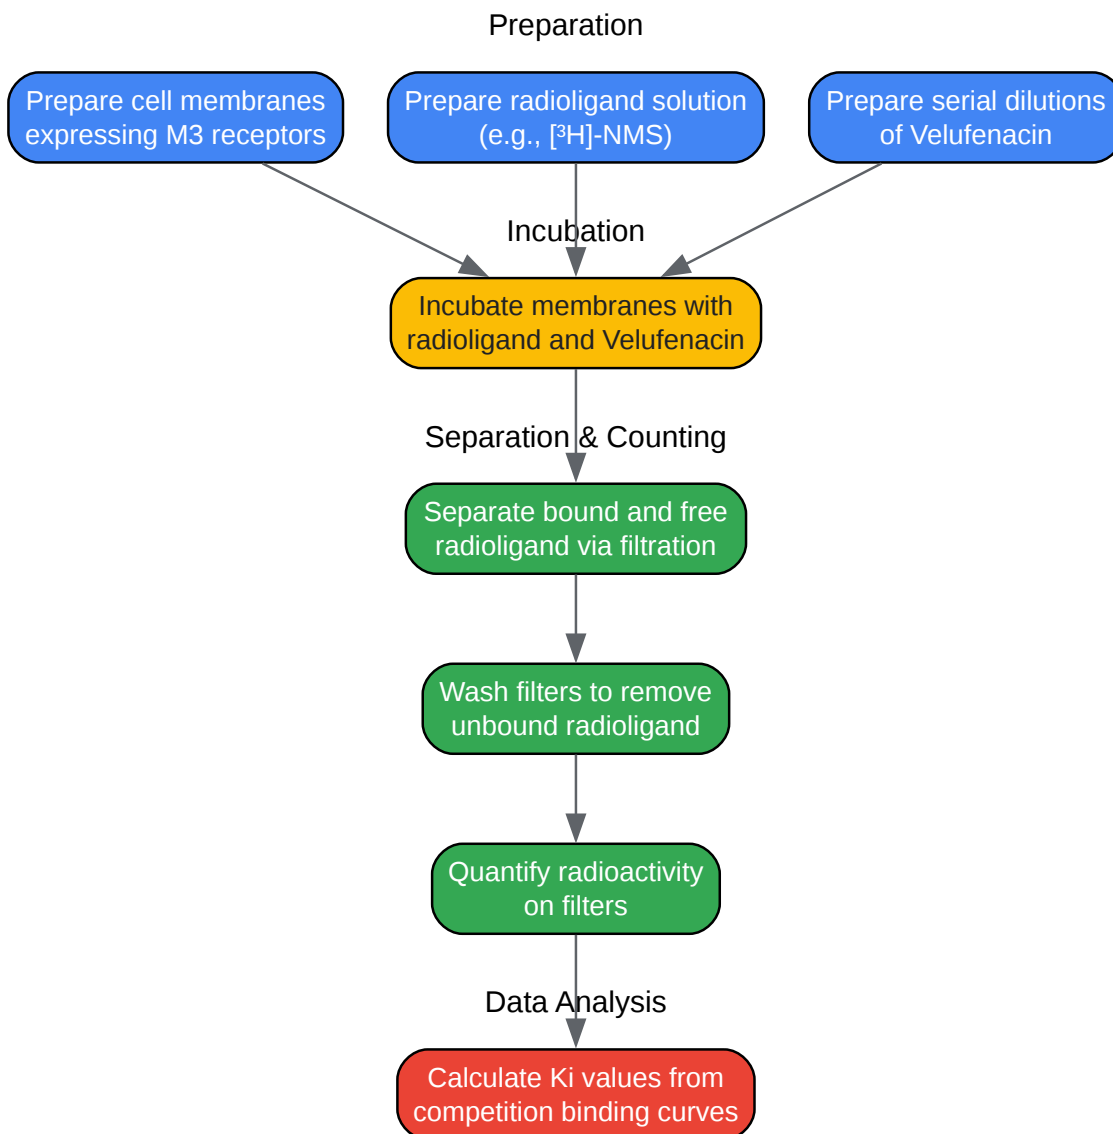 Preparation
Prepare cell membranes
expressing M3 receptors
Prepare radioligand solution
(e.g., [³H]-NMS)
Prepare serial dilutions
of Velufenacin
Incubation
Incubate membranes with
radioligand and Velufenacin
Separation & Counting
Separate bound and free
radioligand via filtration
Wash filters to remove
unbound radioligand
Quantify radioactivity
on filters
Data Analysis
Calculate Ki values from
competition binding curves